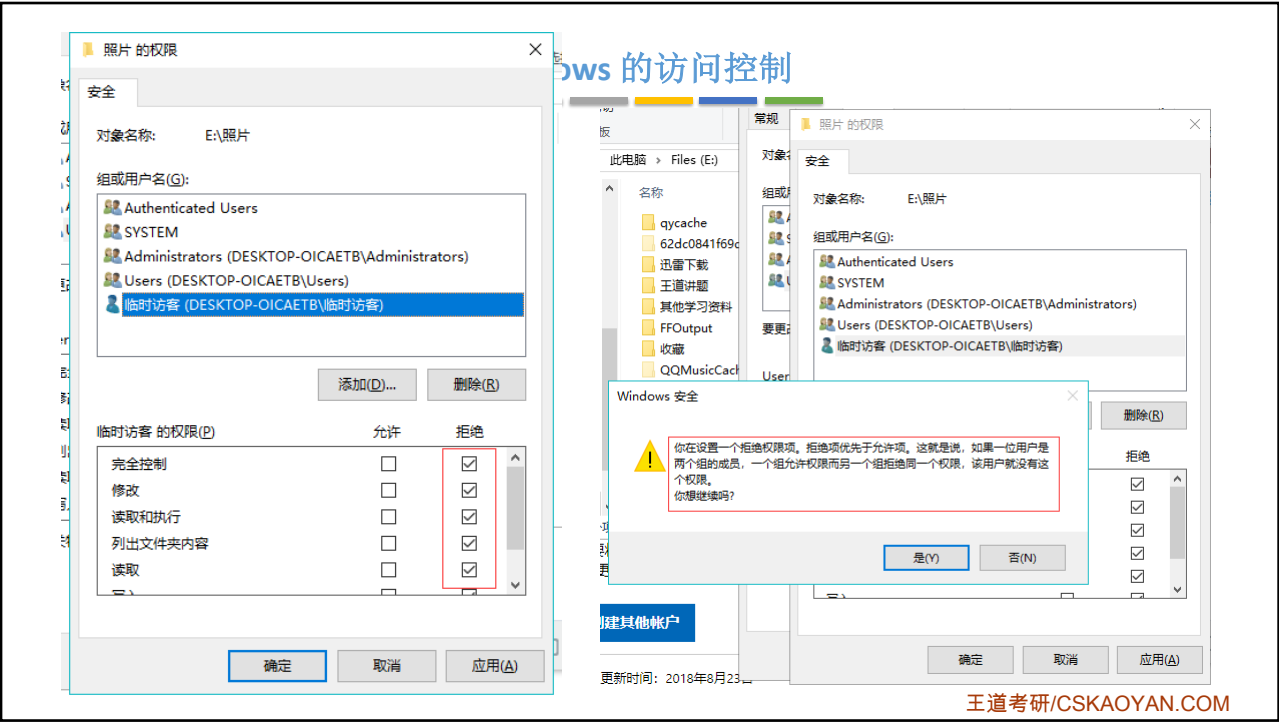 ows 的访问控制
照片 的权限
安全
对象名称: E:\照片
组或用户名(G):
Authenticated Users
SYSTEM
Administrators (DESKTOP-OICAETB\Administrators)
Users (DESKTOP-OICAETB\Users)
临时访客 (DESKTOP-OICAETB\临时访客)
添加(D)... 删除(R)
临时访客 的权限(P) 允许 拒绝
完全控制
修改
读取和执行
列出文件夹内容
读取
确定 取消 应用(A)
板
此电脑 › Files (E:)
名称
qycache
62dc0841f69c
迅雷下载
王道讲题
其他学习资料
FFOutput
收藏
QQMusicCach
常规
对象名
组或用
要更改
User
照片 的权限
安全
对象名称: E:\照片
组或用户名(G):
Authenticated Users
SYSTEM
Administrators (DESKTOP-OICAETB\Administrators)
Users (DESKTOP-OICAETB\Users)
临时访客 (DESKTOP-OICAETB\临时访客)
删除(R)
拒绝
Windows 安全
你在设置一个拒绝权限项。拒绝项优先于允许项。这就是说，如果一位用户是
两个组的成员，一个组允许权限而另一个组拒绝同一个权限，该用户就没有这
个权限。
你想继续吗?
是(Y) 否(N)
创建其他帐户
更新时间：2018年8月23日
确定 取消 应用(A)
王道考研/CSKAOYAN.COM